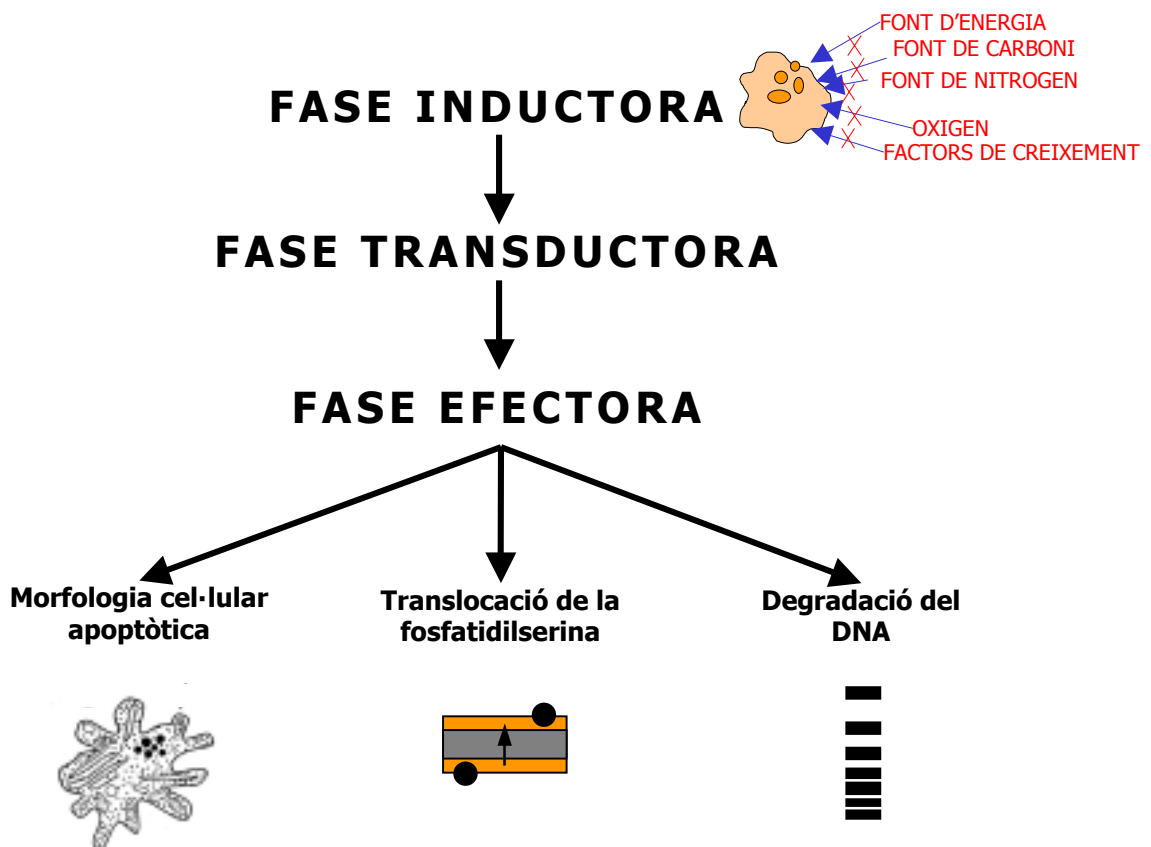 FONT D'ENERGIA
FONT DE CARBONI
FONT DE NITROGEN
FASE INDUCTORA
OXIGEN
FACTORS DE CREIXEMENT
FASE TRANSDUCTORA
FASE EFECTORA
Morfologia cel·lular
apoptòtica
Translocació de la
fosfatidilserina
Degradació del
DNA